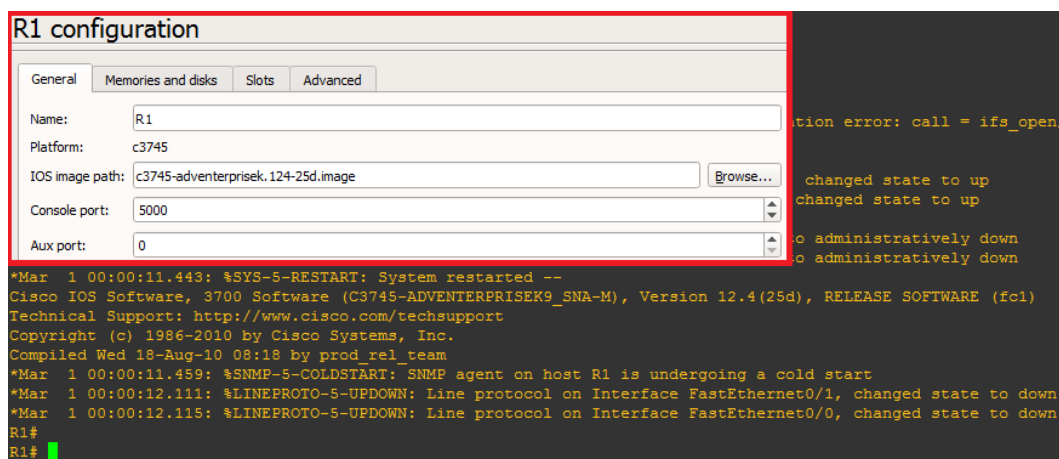 R1 configuration
General Memories and disks Slots Advanced
Name: R1
Platform: c3745
IOS image path: c3745-adventerprisek.124-25d.image Browse...
Console port: 5000
Aux port: 0
tion error: call = ifs_open
changed state to up
changed state to up
o administratively down
o administratively down
*Mar  1 00:00:11.443: %SYS-5-RESTART: System restarted --
Cisco IOS Software, 3700 Software (C3745-ADVENTERPRISEK9_SNA-M), Version 12.4(25d), RELEASE SOFTWARE (fc1)
Technical Support: http://www.cisco.com/techsupport
Copyright (c) 1986-2010 by Cisco Systems, Inc.
Compiled Wed 18-Aug-10 08:18 by prod_rel_team
*Mar  1 00:00:11.459: %SNMP-5-COLDSTART: SNMP agent on host R1 is undergoing a cold start
*Mar  1 00:00:12.111: %LINEPROTO-5-UPDOWN: Line protocol on Interface FastEthernet0/1, changed state to down
*Mar  1 00:00:12.115: %LINEPROTO-5-UPDOWN: Line protocol on Interface FastEthernet0/0, changed state to down
R1#
R1#